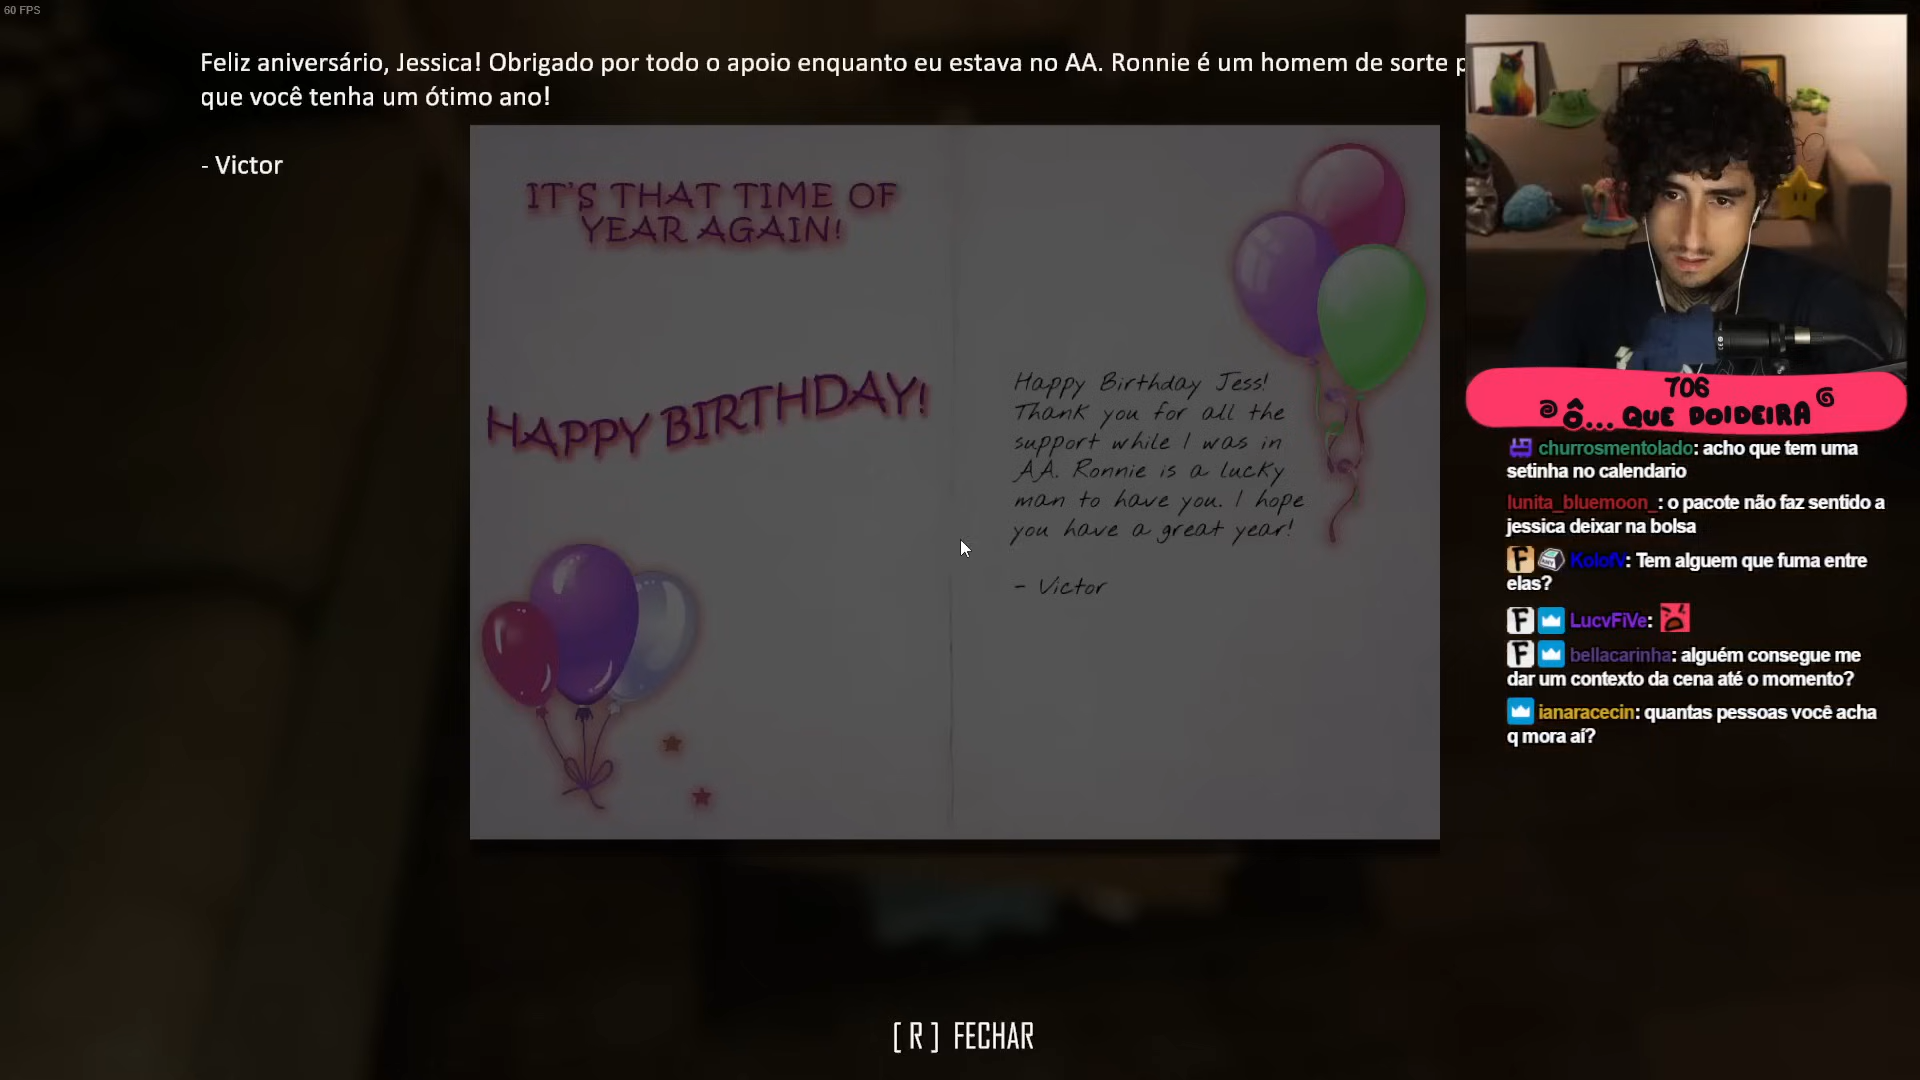 60 FPS
Feliz aniversário, Jessica! Obrigado por todo o apoio enquanto eu estava no AA. Ronnie é um homem de sorte
que você tenha um ótimo ano!
- Victor
IT'S THAT TIME OF
YEAR AGAIN!
HAPPY BIRTHDAY!
Happy Birthday Jess!
Thank you for all the
support while I was in
AA. Ronnie is a lucky
man to have you. I hope
you have a great year!
- Victor
[ R ] FECHAR
706
Ô... QUE DOIDEIRA
churrosmentolado: acho que tem uma
setinha no calendario
lunita_bluemoon_: o pacote não faz sentido a
jessica deixar na bolsa
KolofV: Tem alguem que fuma entre
elas?
LucvFiVe:
bellacarinha: alguém consegue me
dar um contexto da cena até o momento?
ianaracecin: quantas pessoas você acha
q mora aí?